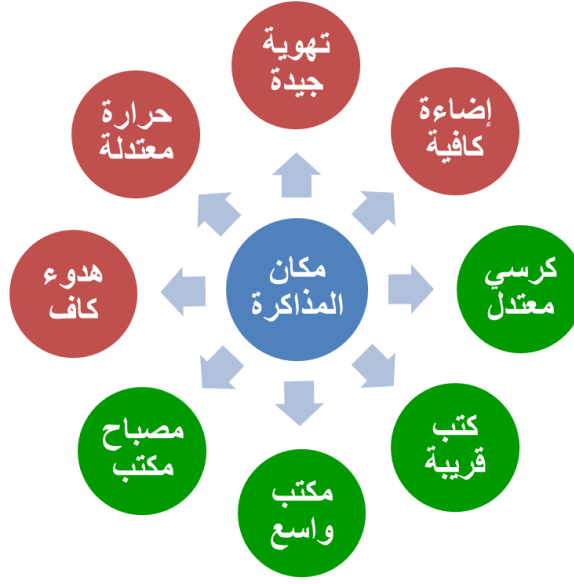 تهوية
جيدة
إضاءة
كافية
كرسي
معتدل
كتب
قريبة
مكتب
واسع
مصباح
مكتب
هدوء
كاف
حرارة
معتدلة
مكان
المذاكرة